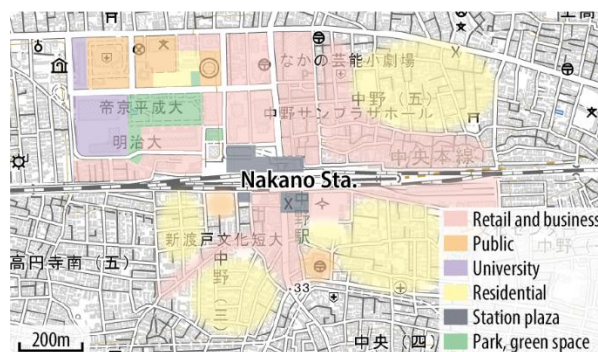 なかの芸能小劇場
中野（五）
帝京平成大
中野サンプラザホール
明治大
中央本線
Nakano Sta.
中野駅
新渡戸文化短大
高円寺南（五）
中野（三）
33
中央（四）
200m
Retail and business
Public
University
Residential
Station plaza
Park, green space